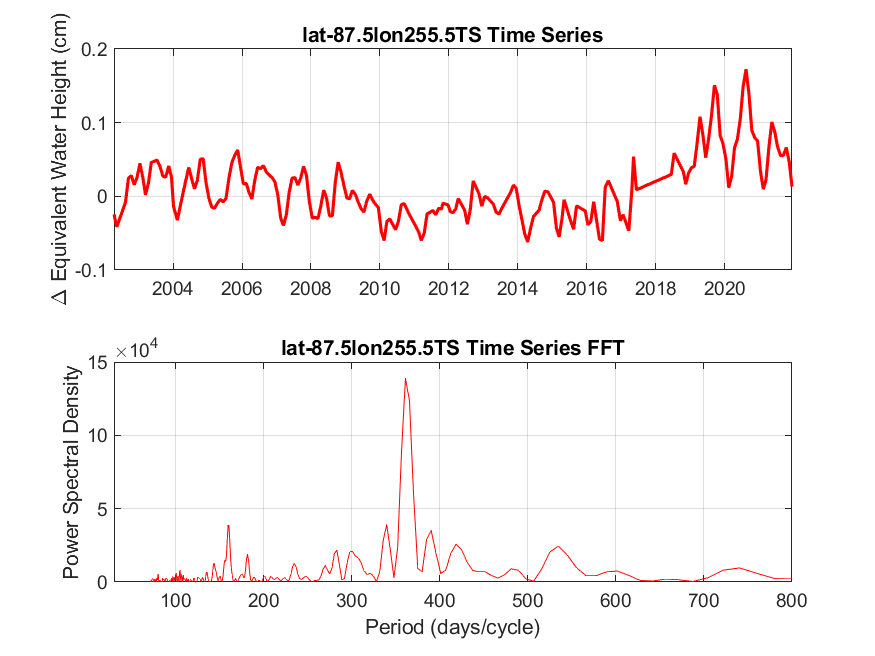 lat-87.5lon255.5TS Time Series
Δ Equivalent Water Height (cm)
0.2
0.1
0
-0.1
2004 2006 2008 2010 2012 2014 2016 2018 2020
lat-87.5lon255.5TS Time Series FFT
×10⁴
Power Spectral Density
15
10
5
0
100 200 300 400 500 600 700 800
Period (days/cycle)